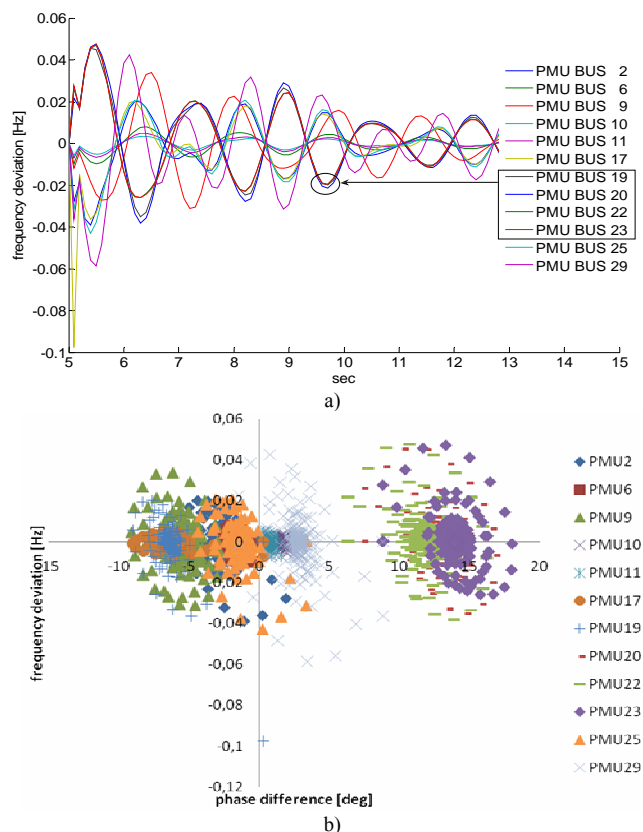 0.06
0.04
0.02
0
-0.02
-0.04
-0.06
-0.08
-0.1
frequency deviation [Hz]
5 6 7 8 9 10 11 12 13 14 15
sec
PMU BUS 2
PMU BUS 6
PMU BUS 9
PMU BUS 10
PMU BUS 11
PMU BUS 17
PMU BUS 19
PMU BUS 20
PMU BUS 22
PMU BUS 23
PMU BUS 25
PMU BUS 29
a)
0,06
0,04
0,02
0
-0,02
-0,04
-0,06
-0,08
-0,1
-0,12
frequency deviation [Hz]
-15 -10 -5 0 5 10 15 20
phase difference [deg]
PMU2
PMU6
PMU9
PMU10
PMU11
PMU17
PMU19
PMU20
PMU22
PMU23
PMU25
PMU29
b)